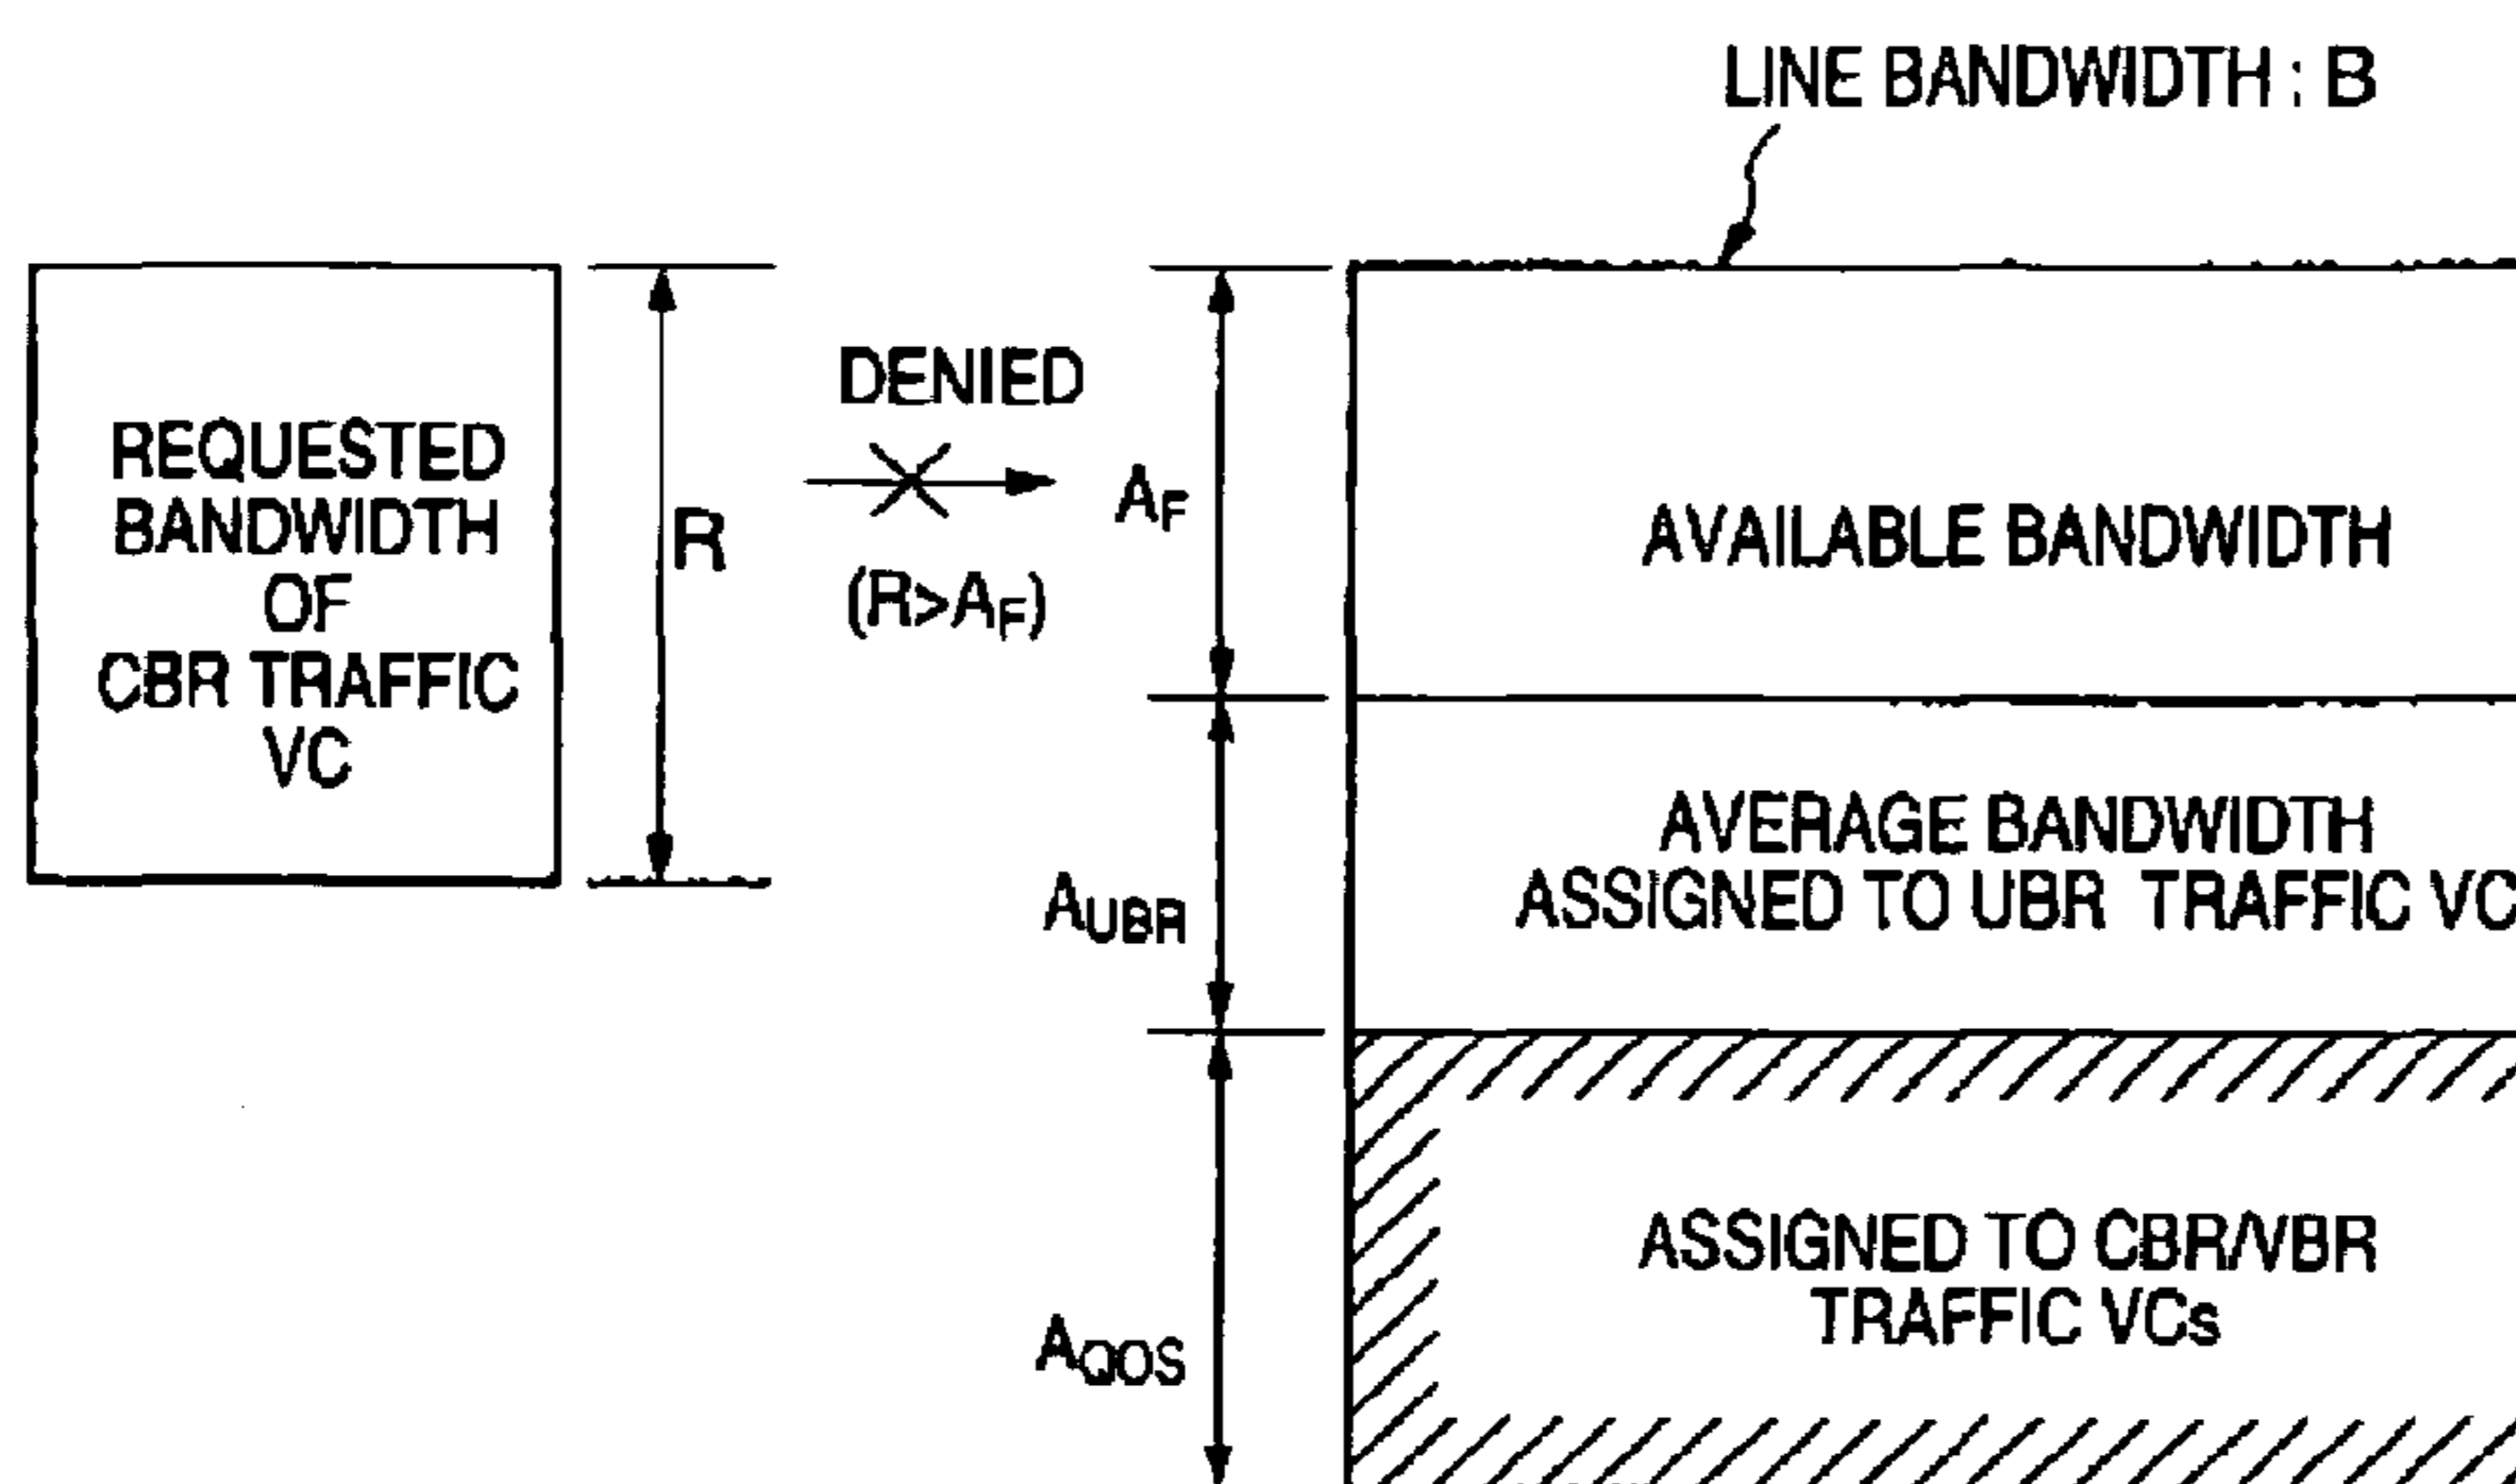 LINE BANDWIDTH : B
REQUESTED
BANDWIDTH
OF
CBR TRAFFIC
VC
R
DENIED
(R>AF)
AF
AVAILABLE BANDWIDTH
AUBR
AVERAGE BANDWIDTH
ASSIGNED TO UBR TRAFFIC VC
AQOS
ASSIGNED TO CBR/VBR
TRAFFIC VCs